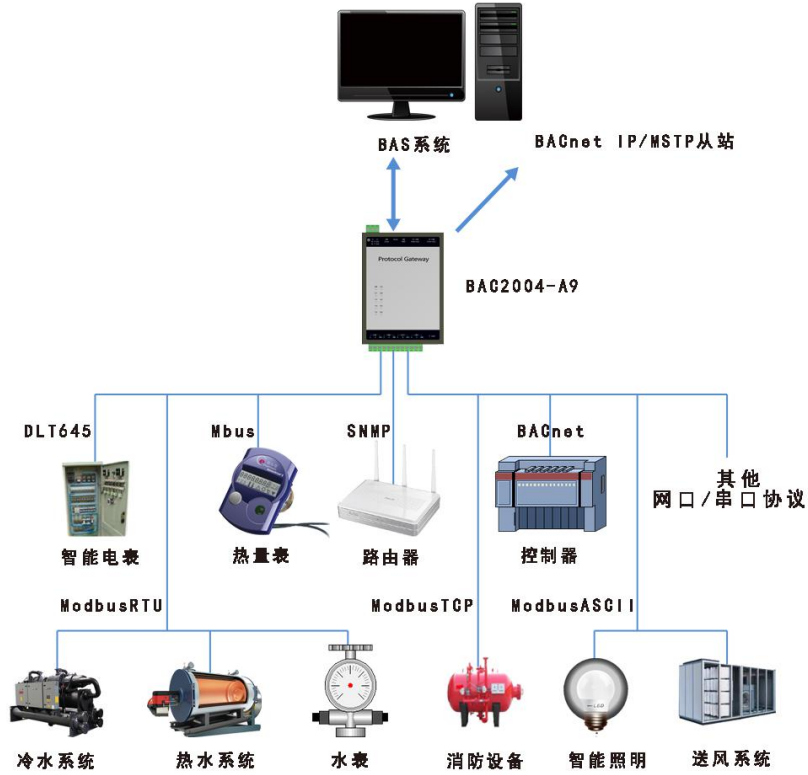 BAS系统
BACnet IP/MSTP从站
Protocol Gateway
BAC2004-A9
DLT645
Mbus
SNMP
BACnet
其他
网口/串口协议
智能电表
热量表
路由器
控制器
ModbusRTU
ModbusTCP
ModbusASCII
冷水系统
热水系统
水表
消防设备
智能照明
送风系统